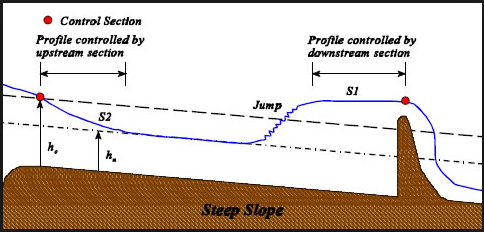 Control Section
Profile controlled by
upstream section
Profile controlled by
downstream section
S1
Jump
S2
hc
hn
Steep Slope